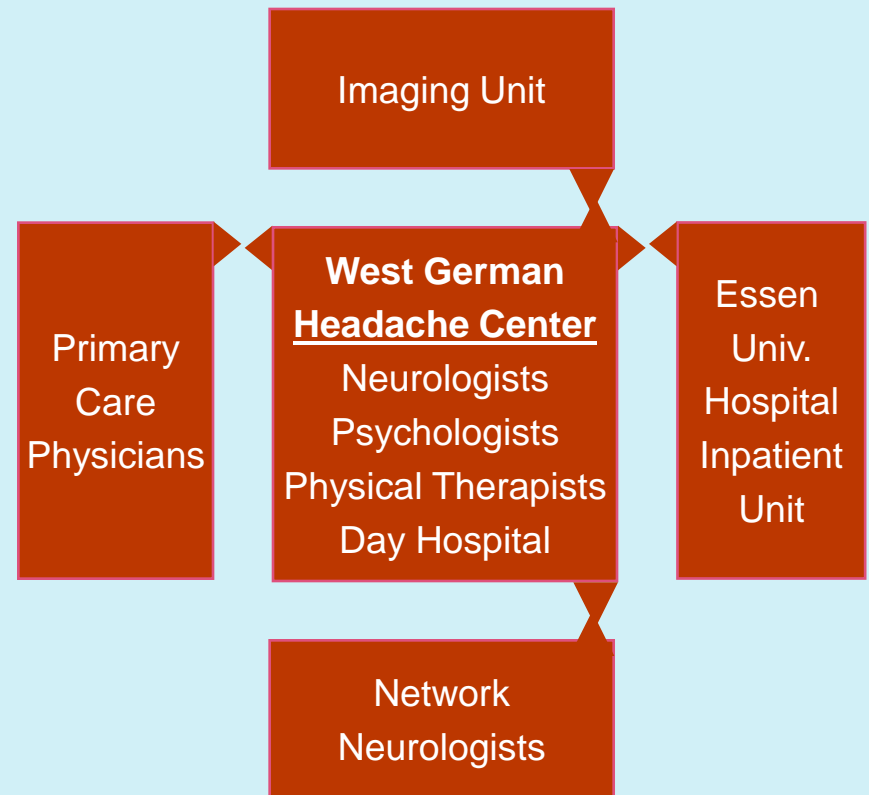 Imaging Unit
Primary
Care
Physicians
West German
Headache Center
Neurologists
Psychologists
Physical Therapists
Day Hospital
Essen
Univ.
Hospital
Inpatient
Unit
Network
Neurologists